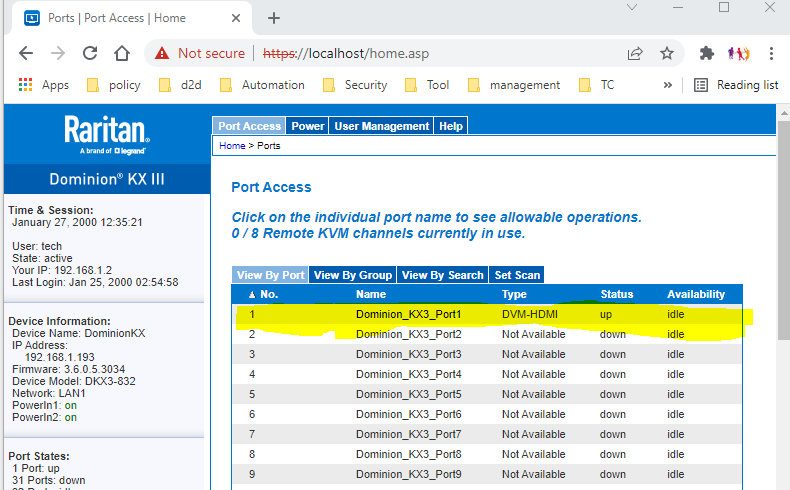 Ports | Port Access | Home
Not secure https://localhost/home.asp
Apps policy d2d Automation Security Tool management TC » Reading list
Raritan.
A brand of legrand
Dominion® KX III
Time & Session:
January 27, 2000 12:35:21
User: tech
State: active
Your IP: 192.168.1.2
Last Login: Jan 25, 2000 02:54:58
Device Information:
Device Name: DominionKX
IP Address:
192.168.1.193
Firmware: 3.6.0.5.3034
Device Model: DKX3-832
Network: LAN1
PowerIn1: on
PowerIn2: on
Port States:
1 Port: up
31 Ports: down
Port Access Power User Management Help
Home > Ports
Port Access
Click on the individual port name to see allowable operations.
0 / 8 Remote KVM channels currently in use.
View By Port View By Group View By Search Set Scan
▲ No. Name Type Status Availability
1 Dominion_KX3_Port1 DVM-HDMI up idle
2 Dominion_KX3_Port2 Not Available down idle
3 Dominion_KX3_Port3 Not Available down idle
4 Dominion_KX3_Port4 Not Available down idle
5 Dominion_KX3_Port5 Not Available down idle
6 Dominion_KX3_Port6 Not Available down idle
7 Dominion_KX3_Port7 Not Available down idle
8 Dominion_KX3_Port8 Not Available down idle
9 Dominion_KX3_Port9 Not Available down idle